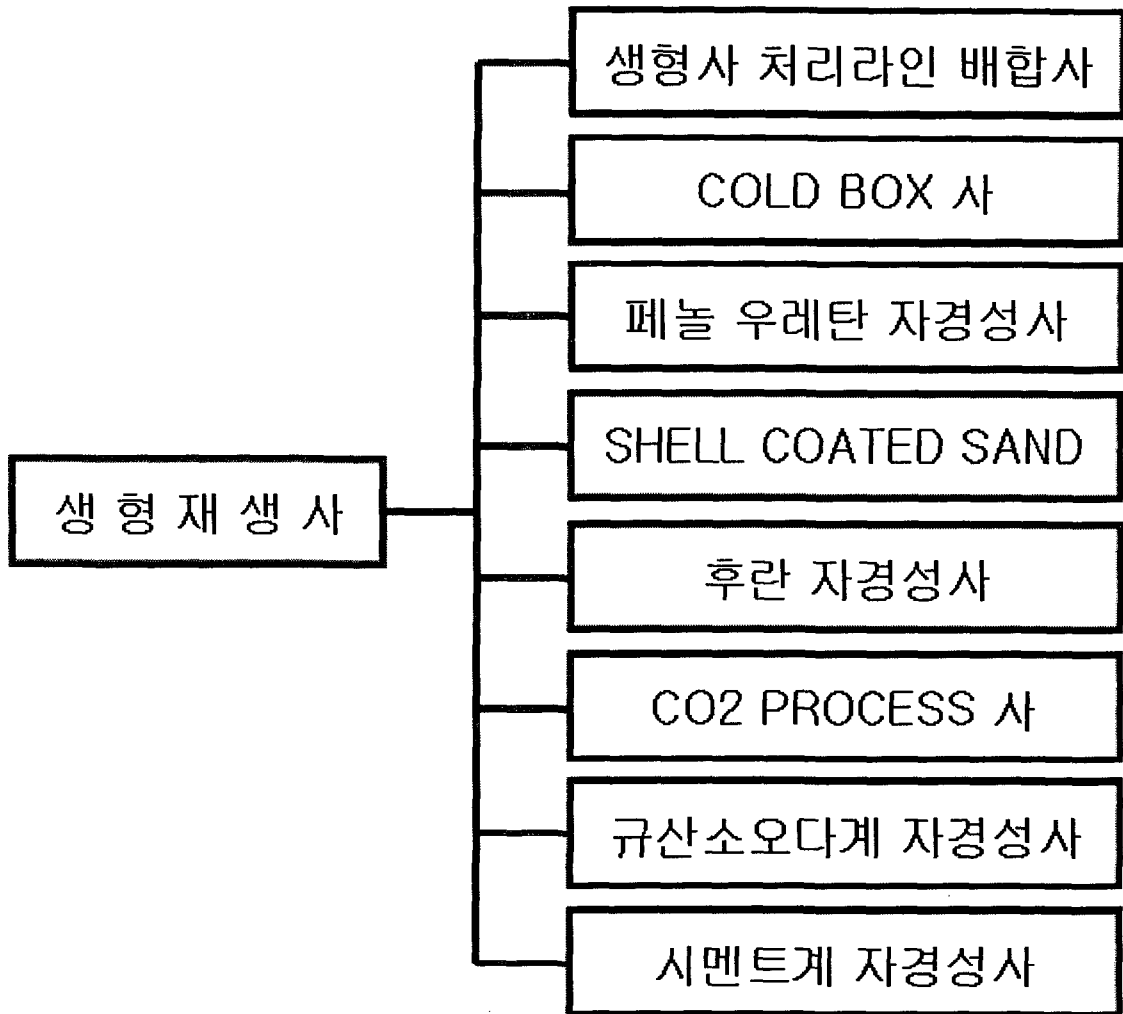 생형사 처리라인 배합사
COLD BOX 사
페놀 우레탄 자경성사
SHELL COATED SAND
생 형 재 생 사
후란 자경성사
CO2 PROCESS 사
규산소오다계 자경성사
시멘트계 자경성사